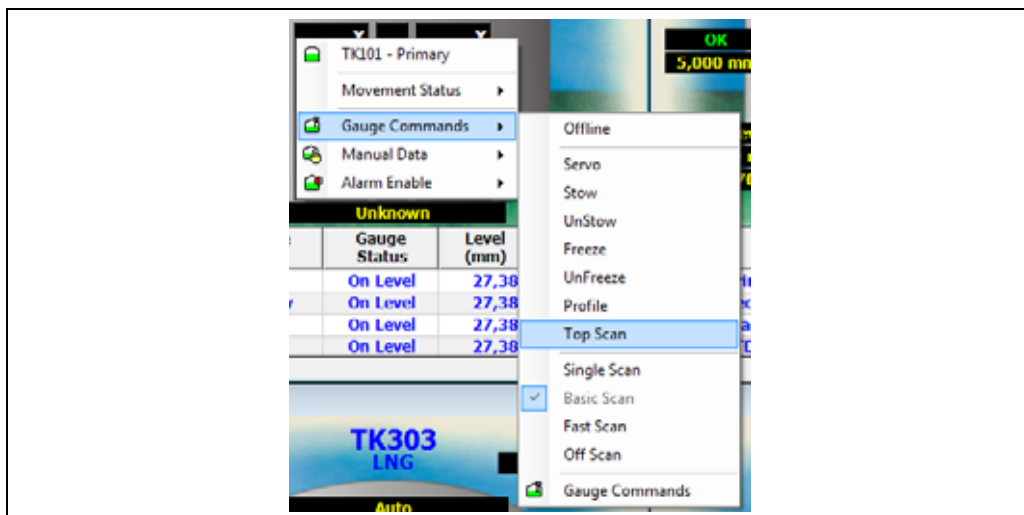 x x
TK101 - Primary
Movement Status
Gauge Commands
Manual Data
Alarm Enable
OK
5,000 mm
Offline
Servo
Stow
UnStow
Freeze
UnFreeze
Profile
Top Scan
Single Scan
Basic Scan
Fast Scan
Off Scan
Gauge Commands
Unknown
Gauge Status Level (mm)
On Level 27,38
On Level 27,38
On Level 27,38
On Level 27,38
TK303
LNG
Auto